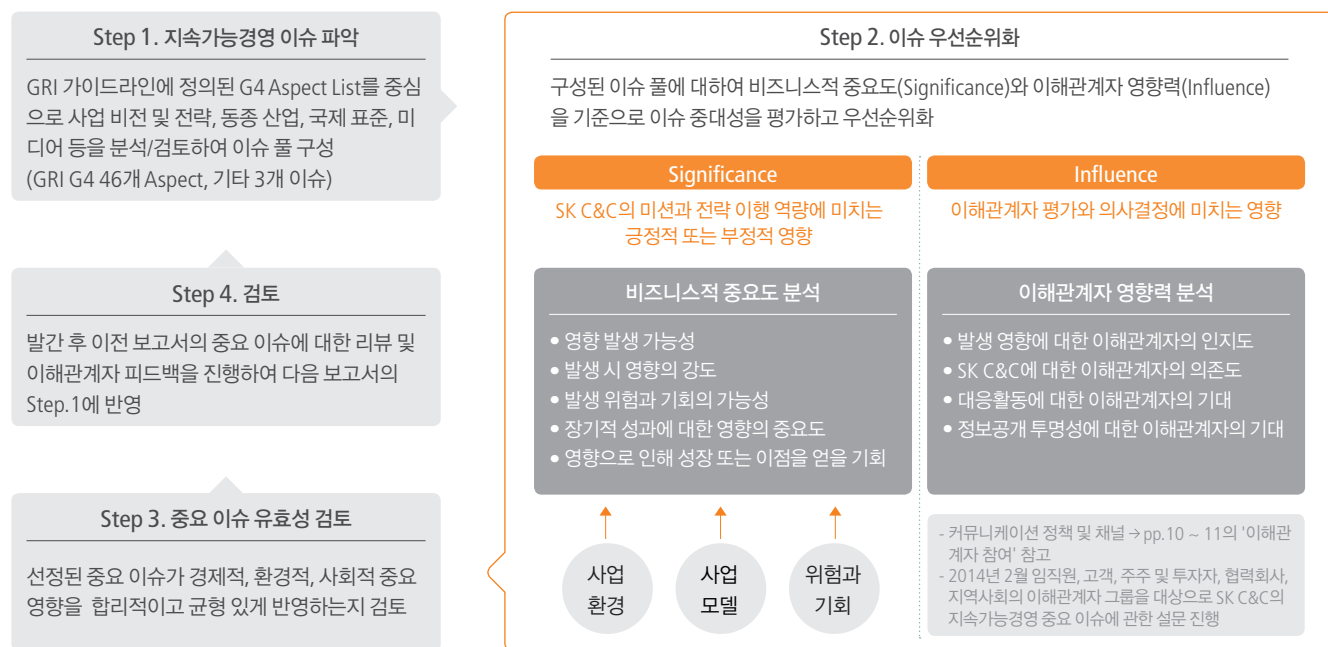 Step 1. 지속가능경영 이슈 파악
GRI 가이드라인에 정의된 G4 Aspect List를 중심
으로 사업 비전 및 전략, 동종 산업, 국제 표준, 미
디어 등을 분석/검토하여 이슈 풀 구성
(GRI G4 46개 Aspect, 기타 3개 이슈)
Step 2. 이슈 우선순위화
구성된 이슈 풀에 대하여 비즈니스적 중요도(Significance)와 이해관계자 영향력(Influence)
을 기준으로 이슈 중대성을 평가하고 우선순위화
Significance
SK C&C의 미션과 전략 이행 역량에 미치는
긍정적 또는 부정적 영향
비즈니스적 중요도 분석
• 영향 발생 가능성
• 발생 시 영향의 강도
• 발생 위험과 기회의 가능성
• 장기적 성과에 대한 영향의 중요도
• 영향으로 인해 성장 또는 이점을 얻을 기회
사업
환경
사업
모델
위험과
기회
Influence
이해관계자 평가와 의사결정에 미치는 영향
이해관계자 영향력 분석
• 발생 영향에 대한 이해관계자의 인지도
• SK C&C에 대한 이해관계자의 의존도
• 대응활동에 대한 이해관계자의 기대
• 정보공개 투명성에 대한 이해관계자의 기대
- 커뮤니케이션 정책 및 채널 → pp.10 ~ 11의 '이해관
계자 참여' 참고
- 2014년 2월 임직원, 고객, 주주 및 투자자, 협력회사,
지역사회의 이해관계자 그룹을 대상으로 SK C&C의
지속가능경영 중요 이슈에 관한 설문 진행
Step 3. 중요 이슈 유효성 검토
선정된 중요 이슈가 경제적, 환경적, 사회적 중요
영향을 합리적이고 균형 있게 반영하는지 검토
Step 4. 검토
발간 후 이전 보고서의 중요 이슈에 대한 리뷰 및
이해관계자 피드백을 진행하여 다음 보고서의
Step.1에 반영